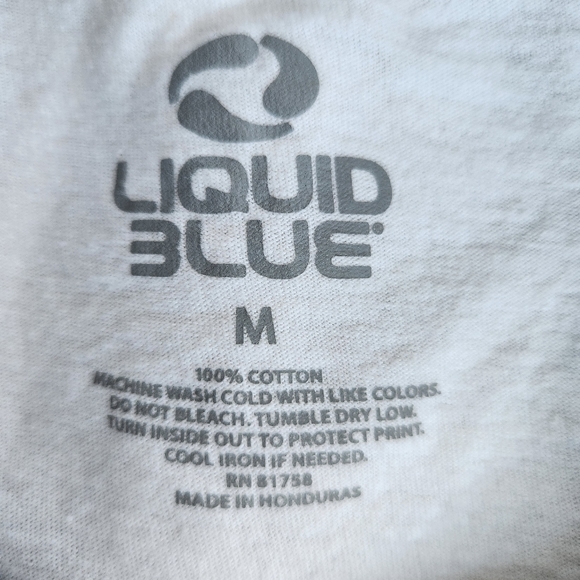 LIQUID
BLUE
M
100% COTTON
MACHINE WASH COLD WITH LIKE COLORS.
DO NOT BLEACH. TUMBLE DRY LOW.
TURN INSIDE OUT TO PROTECT PRINT.
COOL IRON IF NEEDED.
RN 81758
MADE IN HONDURAS